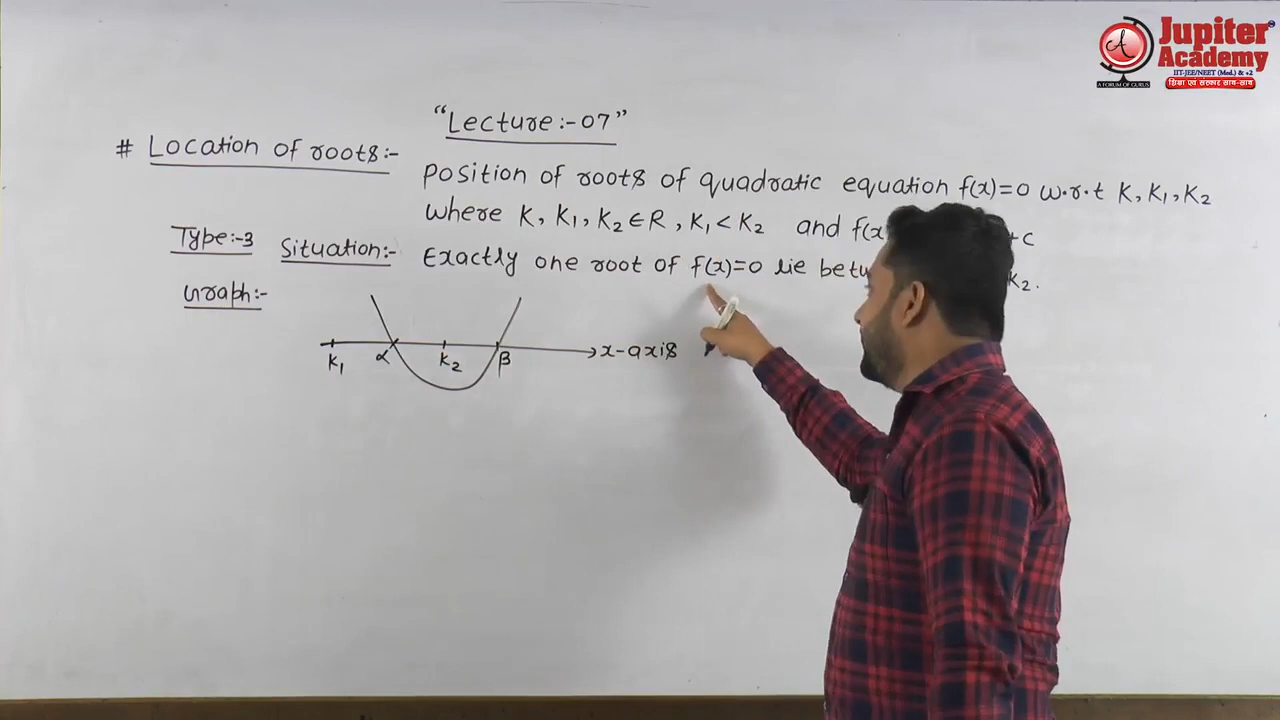 Jupiter
Academy
IIT-JEE/NEET (Med.) & +2
शिक्षा एवं संस्कार साथ-साथ
A FORUM OF GURUS
"Lecture:-07"
# Location of roots:-
Position of roots of quadratic equation f(x)=0 w.r.t K, K₁, K₂
where K, K₁, K₂ ∈ R, K₁ < K₂ and f(x +c
Type:-3 Situation:- Exactly one root of f(x)=0 lie betw K₂.
Graph:-
K₁ α K₂ β x-axis